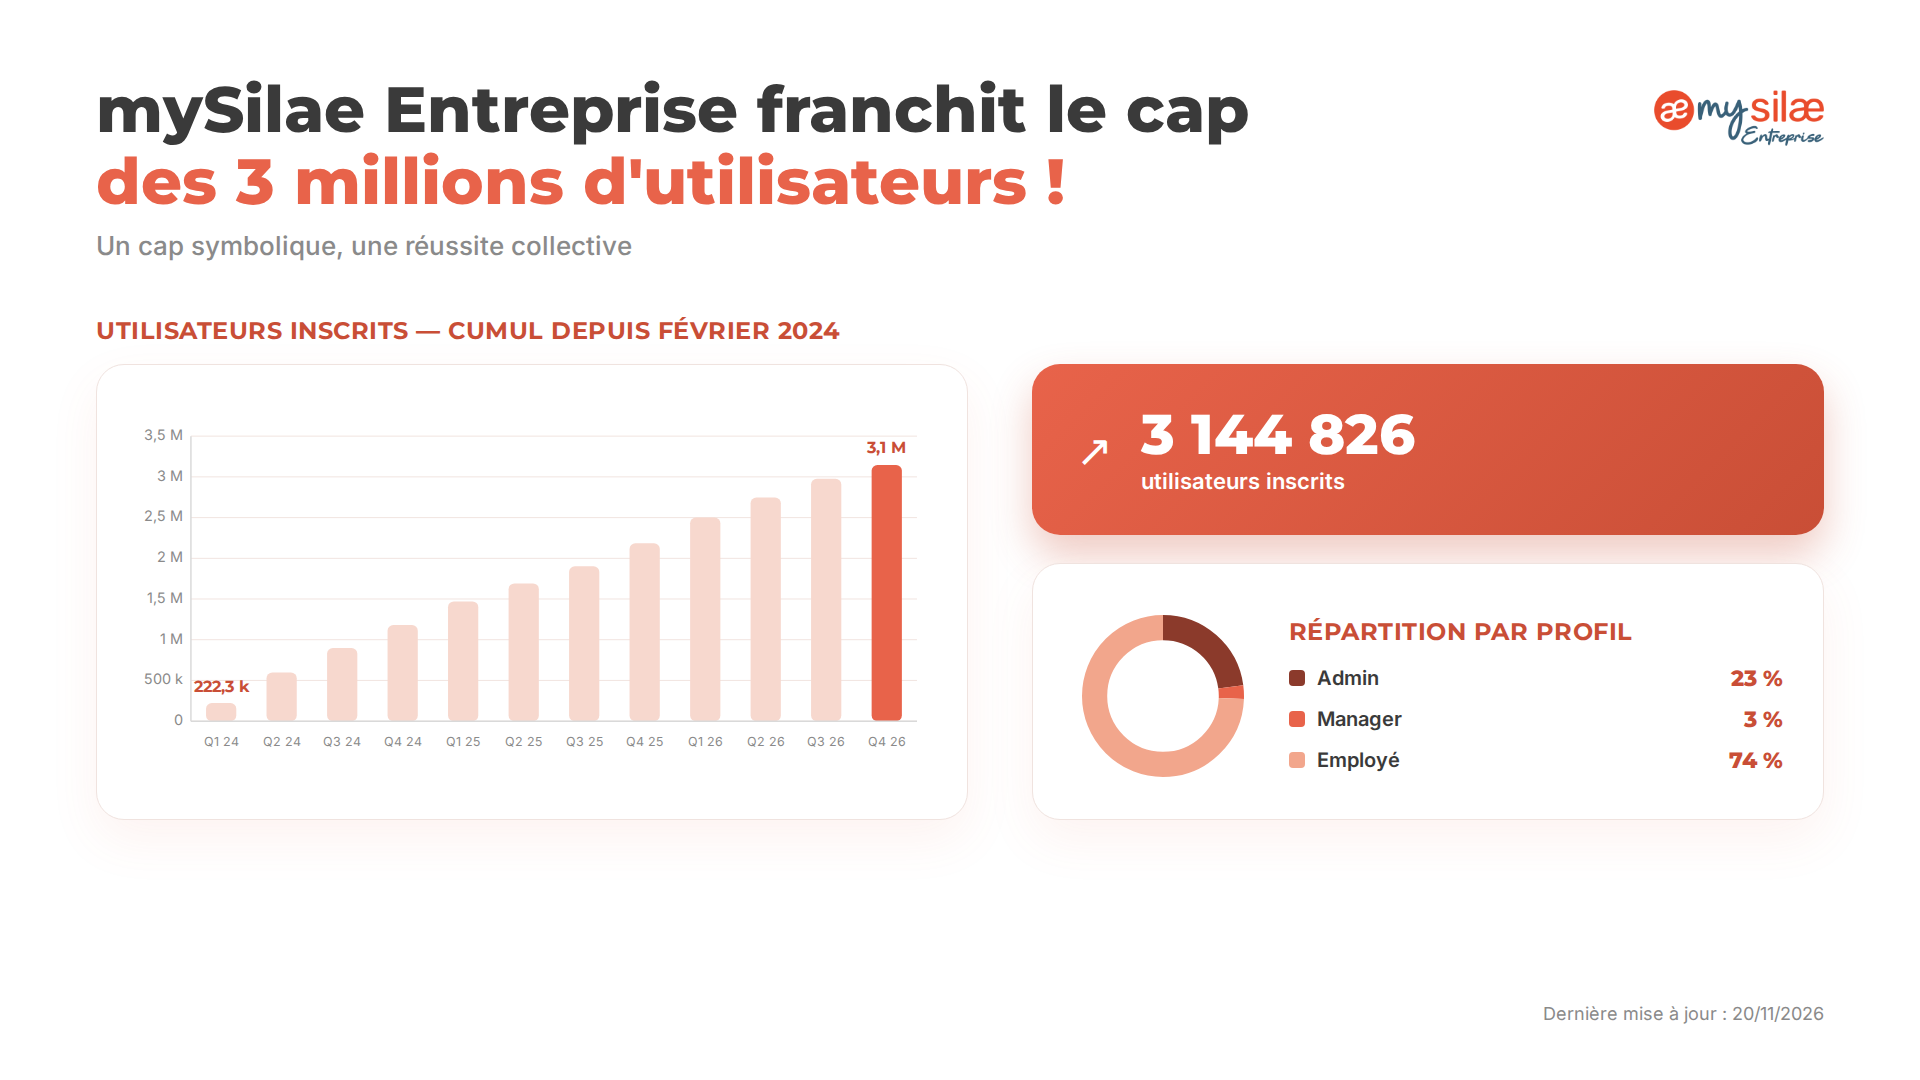 mySilae Entreprise franchit le cap
des 3 millions d'utilisateurs !
Un cap symbolique, une réussite collective
æ mysilæ
Entreprise
UTILISATEURS INSCRITS — CUMUL DEPUIS FÉVRIER 2024
3,5 M
3 M
2,5 M
2 M
1,5 M
1 M
500 k
0
222,3 k
3,1 M
Q1 24 Q2 24 Q3 24 Q4 24 Q1 25 Q2 25 Q3 25 Q4 25 Q1 26 Q2 26 Q3 26 Q4 26
↗ 3 144 826
utilisateurs inscrits
RÉPARTITION PAR PROFIL
Admin 23 %
Manager 3 %
Employé 74 %
Dernière mise à jour : 20/11/2026